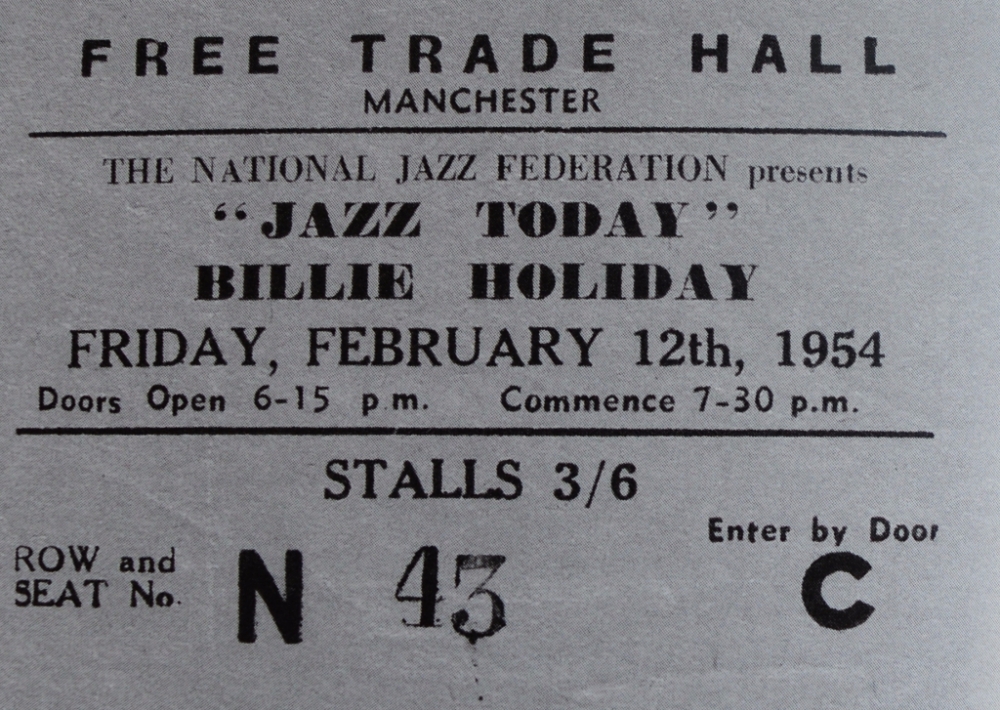 FREE TRADE HALL
MANCHESTER
THE NATIONAL JAZZ FEDERATION presents
“JAZZ TODAY”
BILLIE HOLIDAY
FRIDAY, FEBRUARY 12th, 1954
Doors Open 6-15 p m. Commence 7-30 p.m.
STALLS 3/6
Enter by Door
ROW and
SEAT No. N 43 C